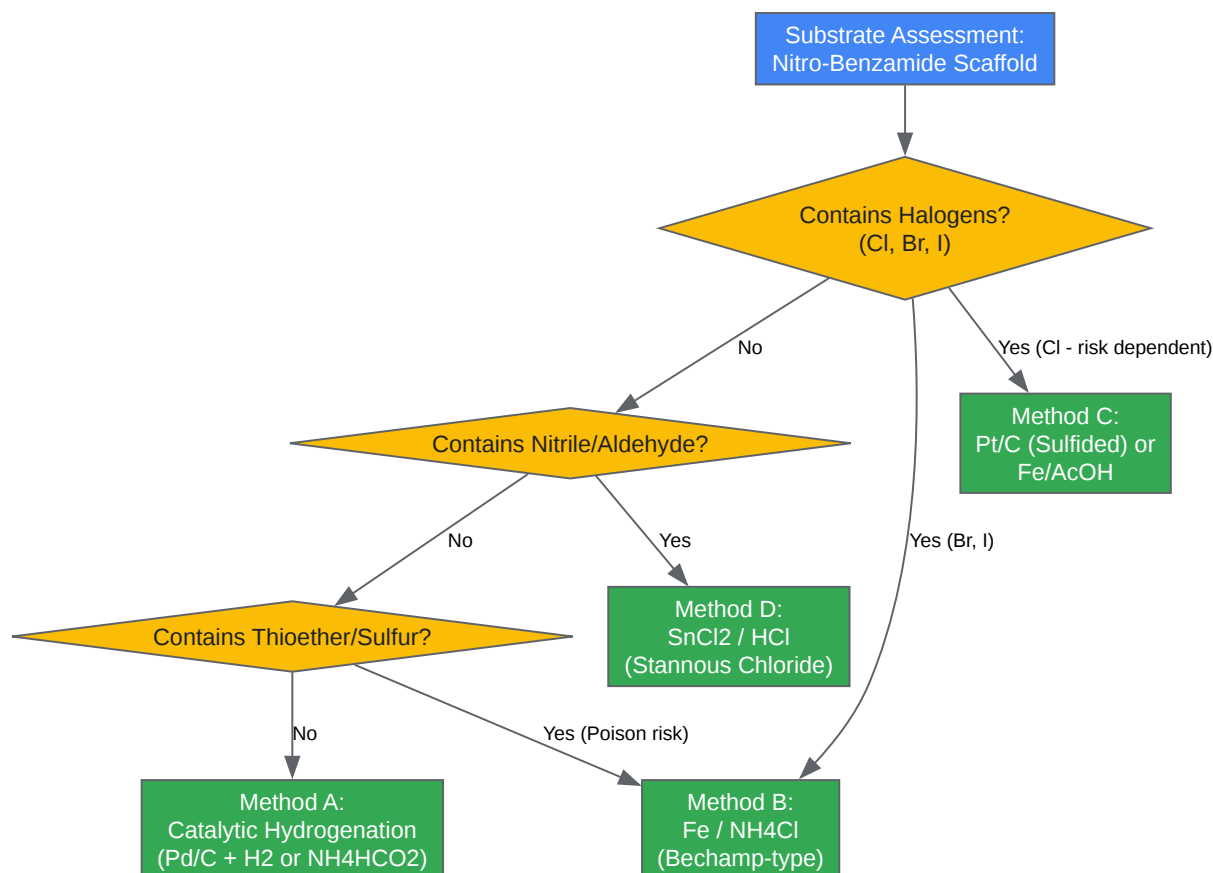 Substrate Assessment:
Nitro-Benzamide Scaffold
Contains Halogens?
(Cl, Br, I)
No
Yes (Cl - risk dependent)
Method C:
Pt/C (Sulfided) or
Fe/AcOH
Contains Nitrile/Aldehyde?
No
Yes
Yes (Br, I)
Method D:
SnCl2 / HCl
(Stannous Chloride)
Contains Thioether/Sulfur?
No
Yes (Poison risk)
Method A:
Catalytic Hydrogenation
(Pd/C + H2 or NH4HCO2)
Method B:
Fe / NH4Cl
(Bechamp-type)